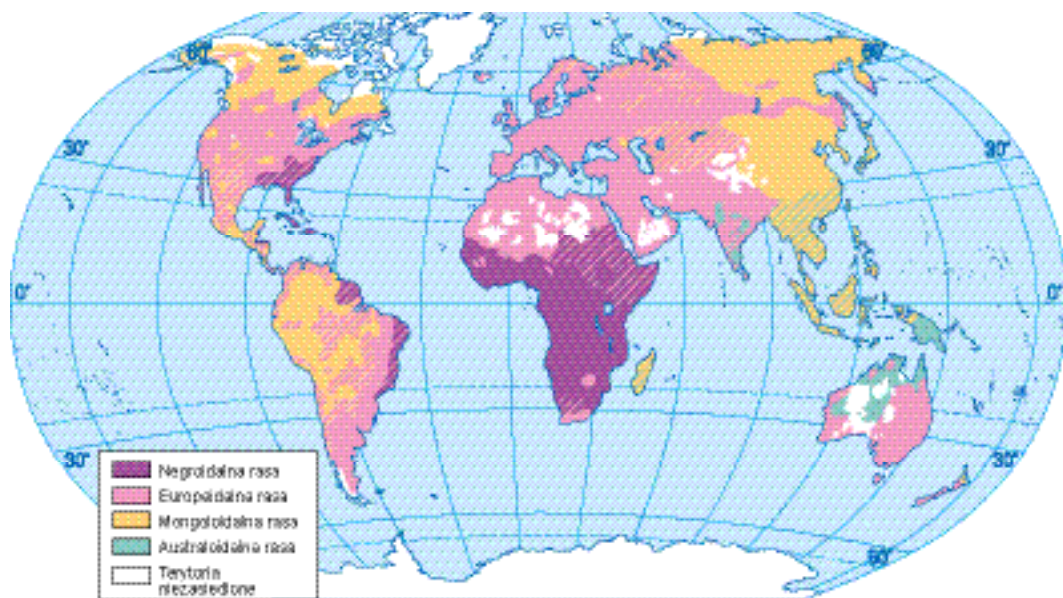 60°
60°
30°
30°
0°
0°
30°
30°
60°
Negroidalna rasa
Europeidalna rasa
Mongoloidalna rasa
Australoidalna rasa
Terytoria
niezasiedlone